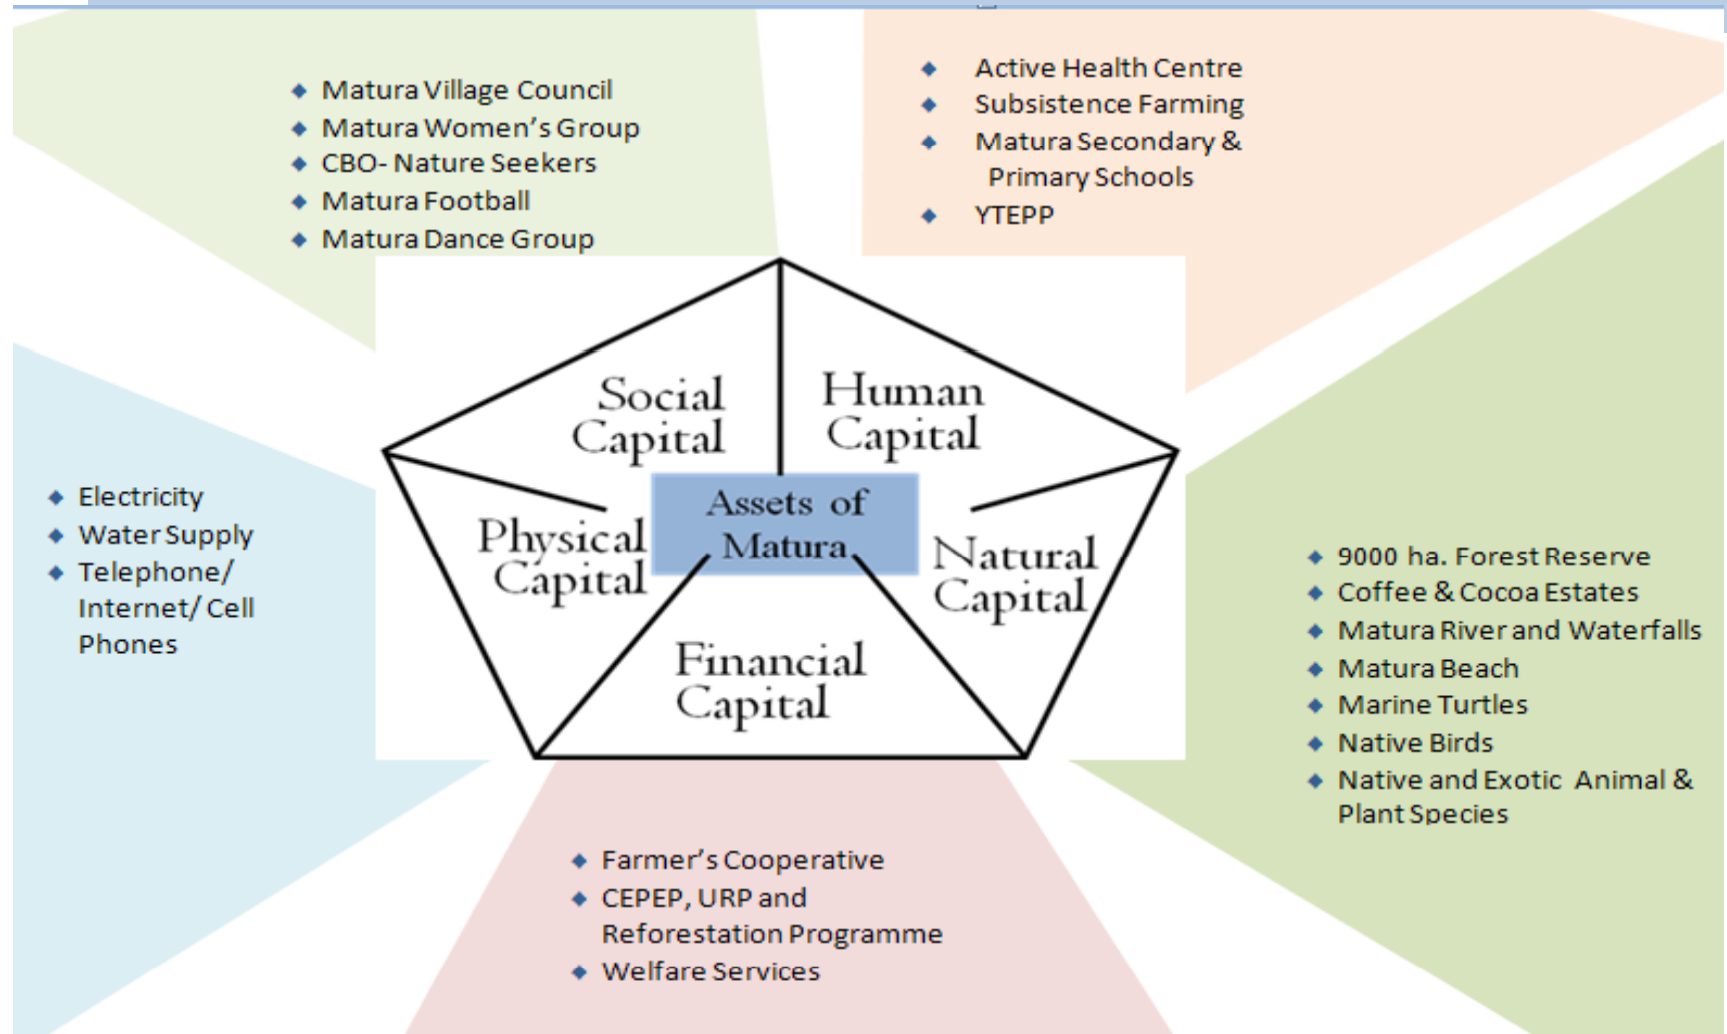 Matura Village Council
Matura Women's Group
CBO- Nature Seekers
Matura Football
Matura Dance Group
Active Health Centre
Subsistence Farming
Matura Secondary &
Primary Schools
YTEPP
Social
Capital
Human
Capital
Assets of
Matura
Physical
Capital
Natural
Capital
Financial
Capital
Electricity
Water Supply
Telephone/
Internet/ Cell
Phones
9000 ha. Forest Reserve
Coffee & Cocoa Estates
Matura River and Waterfalls
Matura Beach
Marine Turtles
Native Birds
Native and Exotic Animal &
Plant Species
Farmer's Cooperative
CEPEP, URP and
Reforestation Programme
Welfare Services